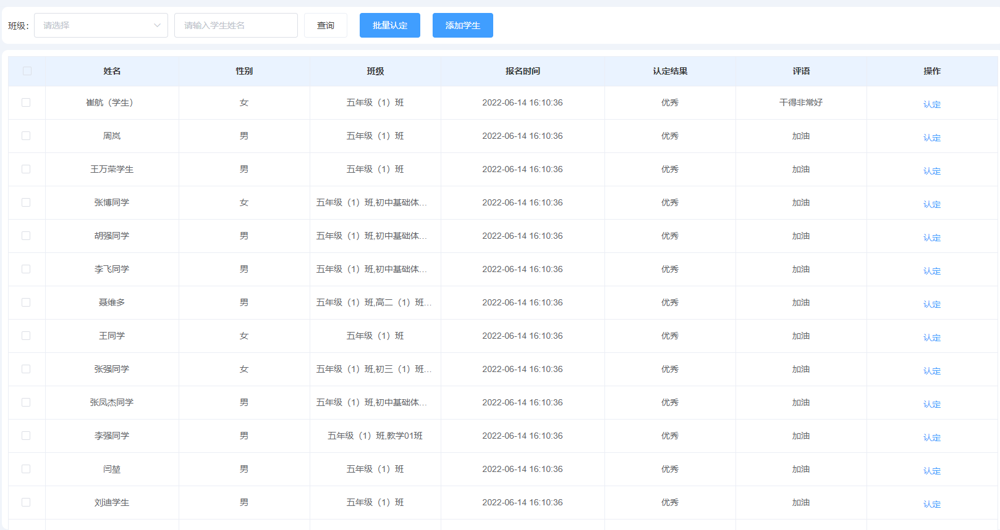 班级： 请选择 请输入学生姓名 查询 批量认定 添加学生
姓名 性别 班级 报名时间 认定结果 评语 操作
崔航（学生） 女 五年级（1）班 2022-06-14 16:10:36 优秀 干得非常好 认定
周岚 男 五年级（1）班 2022-06-14 16:10:36 优秀 加油 认定
王万荣学生 男 五年级（1）班 2022-06-14 16:10:36 优秀 加油 认定
张博同学 女 五年级（1）班,初中基础体... 2022-06-14 16:10:36 优秀 加油 认定
胡强同学 男 五年级（1）班,初中基础体... 2022-06-14 16:10:36 优秀 加油 认定
李飞同学 男 五年级（1）班,初中基础体... 2022-06-14 16:10:36 优秀 加油 认定
聂维多 男 五年级（1）班,高二（1）班... 2022-06-14 16:10:36 优秀 加油 认定
王同学 女 五年级（1）班 2022-06-14 16:10:36 优秀 加油 认定
张强同学 女 五年级（1）班,初三（1）班... 2022-06-14 16:10:36 优秀 加油 认定
张凤杰同学 男 五年级（1）班,初中基础体... 2022-06-14 16:10:36 优秀 加油 认定
李强同学 男 五年级（1）班,教学01班 2022-06-14 16:10:36 优秀 加油 认定
闫堃 男 五年级（1）班 2022-06-14 16:10:36 优秀 加油 认定
刘迪学生 男 五年级（1）班 2022-06-14 16:10:36 优秀 加油 认定